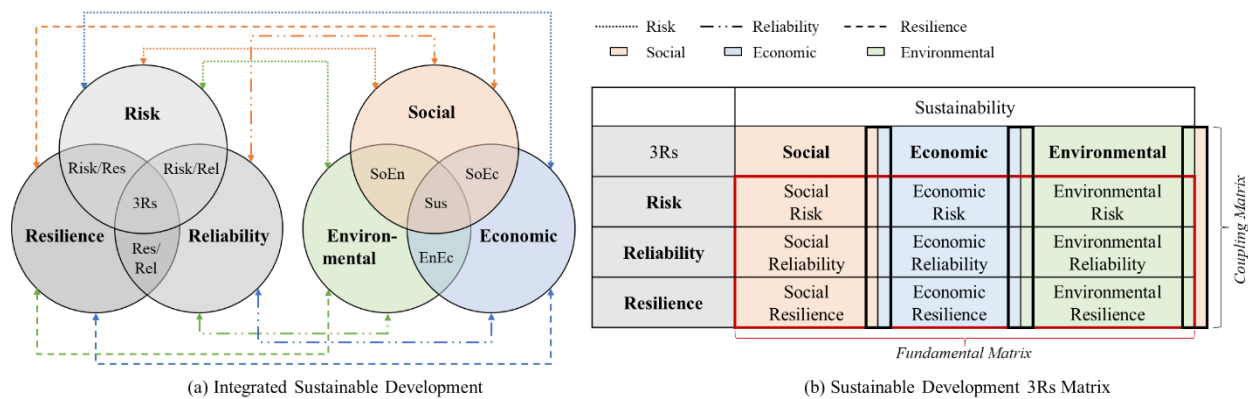 Risk
Resilience
Reliability
Risk/Res
Risk/Rel
3Rs
Res/
Rel
Social
Environ-
mental
Economic
SoEn
SoEc
Sus
EnEc
(a) Integrated Sustainable Development
Risk
Reliability
Resilience
Social
Economic
Environmental
Sustainability
3Rs
Social
Economic
Environmental
Risk
Social
Risk
Economic
Risk
Environmental
Risk
Reliability
Social
Reliability
Economic
Reliability
Environmental
Reliability
Resilience
Social
Resilience
Economic
Resilience
Environmental
Resilience
Coupling Matrix
Fundamental Matrix
(b) Sustainable Development 3Rs Matrix